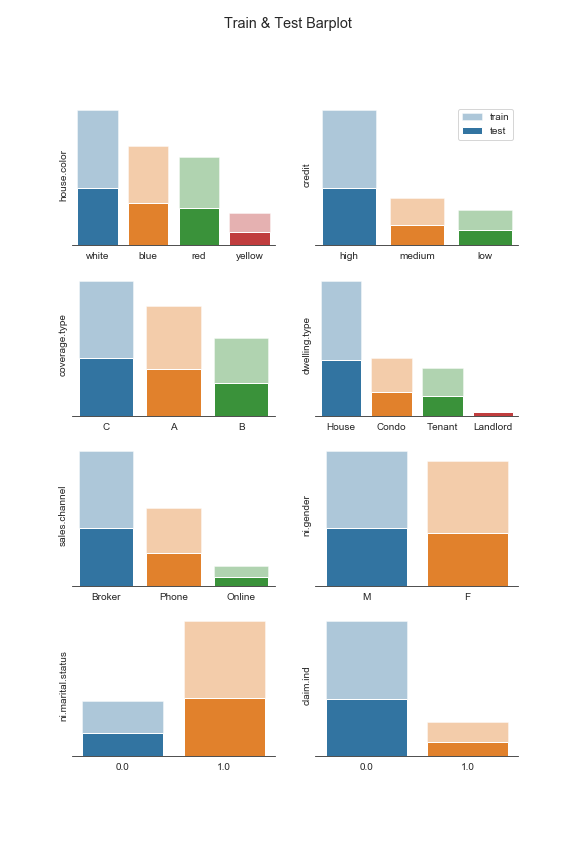 Train & Test Barplot
house.color
white blue red yellow
credit
train
test
high medium low
coverage.type
C A B
dwelling.type
House Condo Tenant Landlord
sales.channel
Broker Phone Online
ni.gender
M F
ni.marital.status
0.0 1.0
claim.ind
0.0 1.0